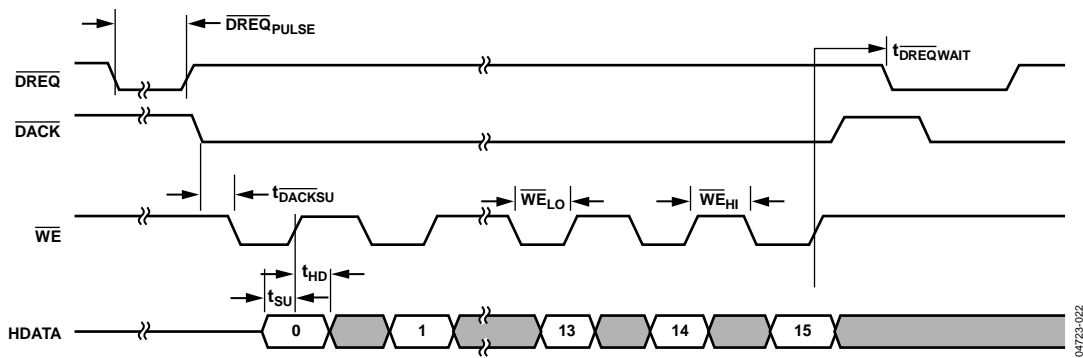 DREQPULSE
tDREQWAIT
DREQ
DACK
tDACKSU
WELO
WEHI
WE
tHD
tSU
HDATA
0
1
13
14
15
04723-022